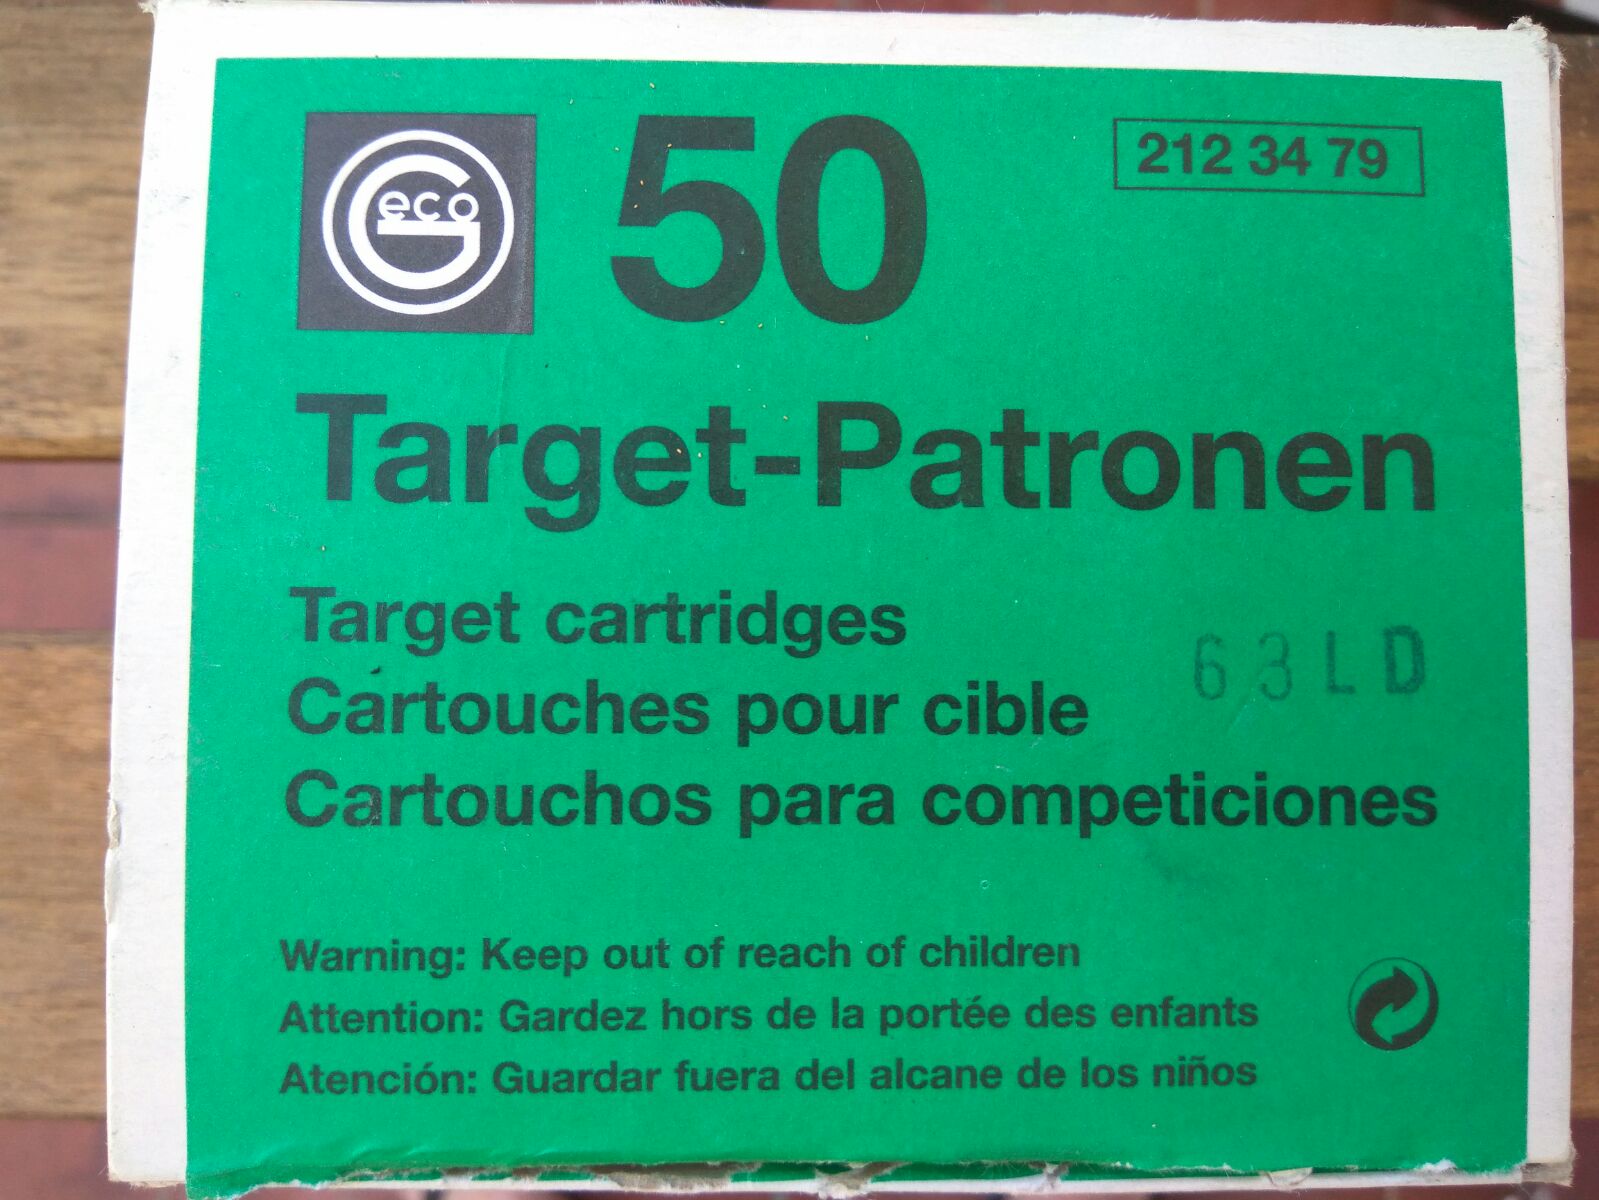 Geco
50
212 34 79
Target-Patronen
Target cartridges
Cartouches pour cible
63LD
Cartouchos para competiciones
Warning: Keep out of reach of children
Attention: Gardez hors de la portée des enfants
Atención: Guardar fuera del alcane de los niños